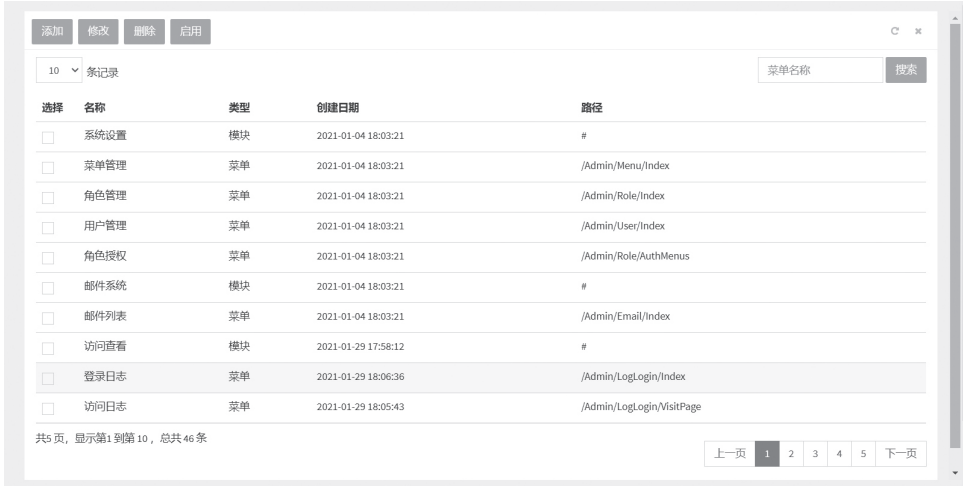 添加 修改 删除 启用
10 条记录 菜单名称 搜索
选择 名称 类型 创建日期 路径
系统设置 模块 2021-01-04 18:03:21 #
菜单管理 菜单 2021-01-04 18:03:21 /Admin/Menu/Index
角色管理 菜单 2021-01-04 18:03:21 /Admin/Role/Index
用户管理 菜单 2021-01-04 18:03:21 /Admin/User/Index
角色授权 菜单 2021-01-04 18:03:21 /Admin/Role/AuthMenus
邮件系统 模块 2021-01-04 18:03:21 #
邮件列表 菜单 2021-01-04 18:03:21 /Admin/Email/Index
访问查看 模块 2021-01-29 17:58:12 #
登录日志 菜单 2021-01-29 18:06:36 /Admin/LogLogin/Index
访问日志 菜单 2021-01-29 18:05:43 /Admin/LogLogin/VisitPage
共5 页, 显示第1 到第 10 , 总共 46 条
上一页 1 2 3 4 5 下一页